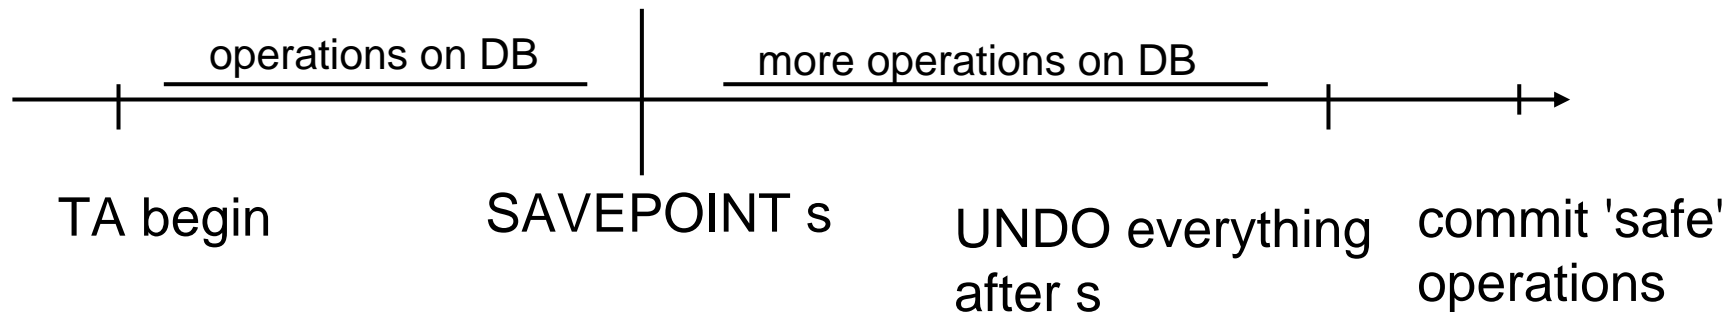 operations on DB
more operations on DB
TA begin
SAVEPOINT s
UNDO everything
after s
commit 'safe'
operations